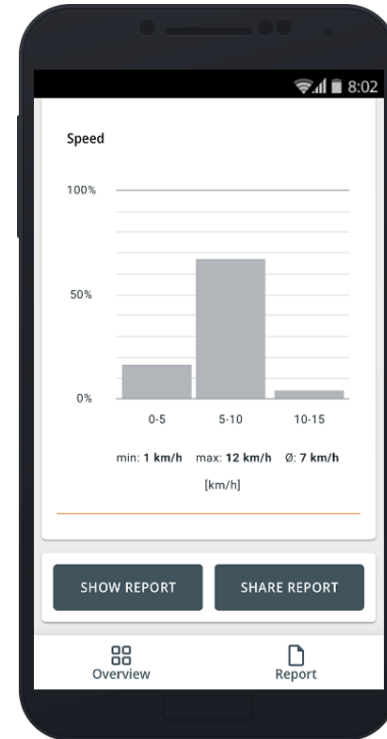 8:02
Speed
100%
50%
0%
0-5 5-10 10-15
min: 1 km/h max: 12 km/h Ø: 7 km/h
[km/h]
SHOW REPORT SHARE REPORT
Overview Report